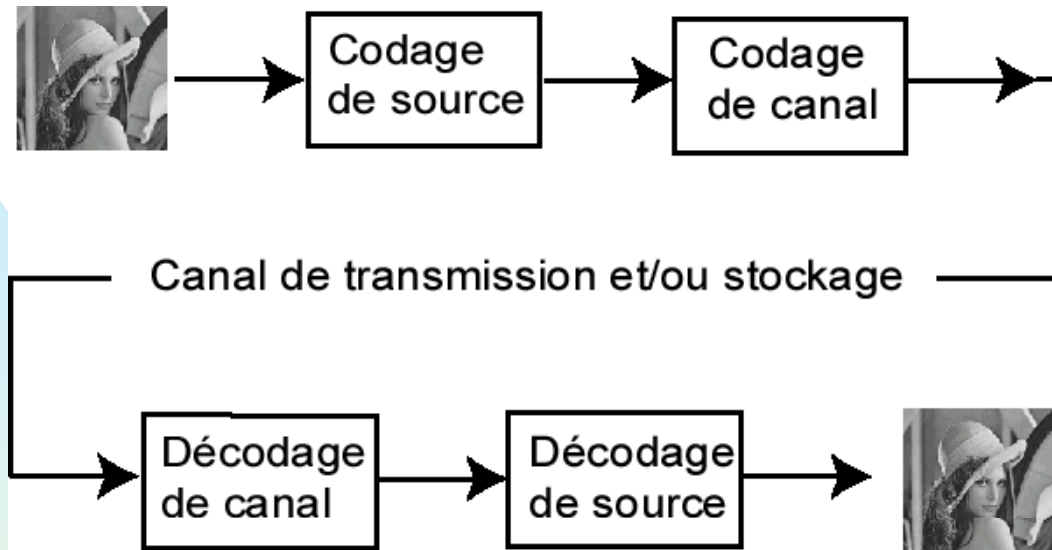 Codage
de source
Codage
de canal
Canal de transmission et/ou stockage
Décodage
de canal
Décodage
de source